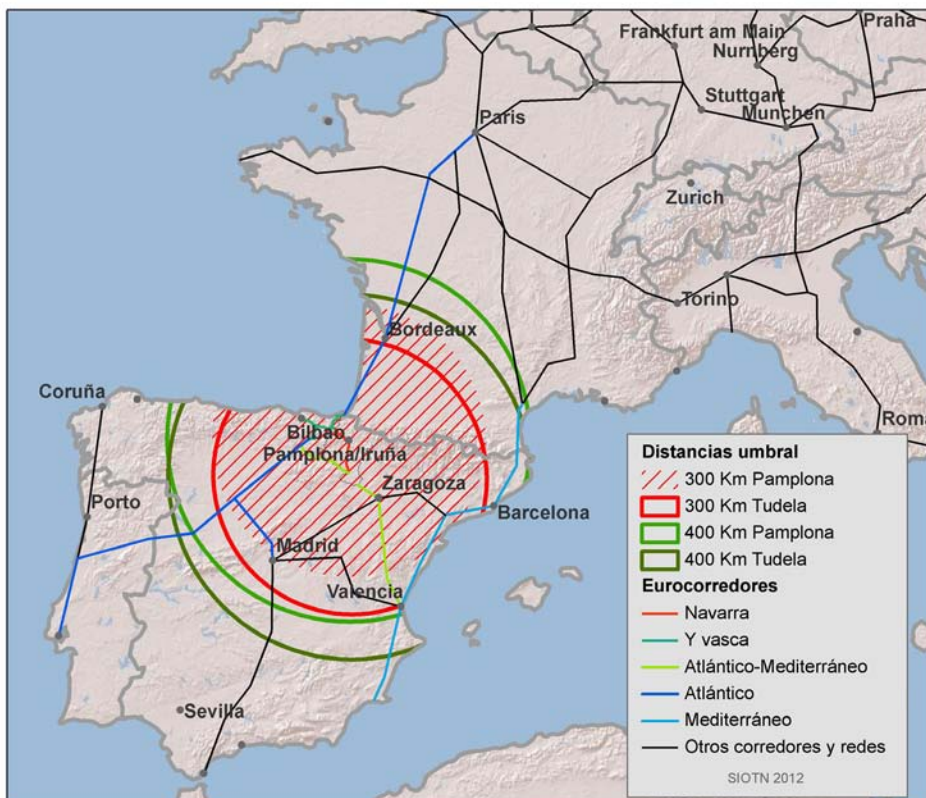 Praha
Frankfurt am Main
Nurnberg
Stuttgart
Munchen
Paris
Zurich
Torino
Bordeaux
Coruña
Bilbao
Pamplona/Iruña
Roma
Zaragoza
Porto
Barcelona
Madrid
Valencia
Sevilla
Distancias umbral
300 Km Pamplona
300 Km Tudela
400 Km Pamplona
400 Km Tudela
Eurocorredores
Navarra
Y vasca
Atlántico-Mediterráneo
Atlántico
Mediterráneo
Otros corredores y redes
SIOTN 2012